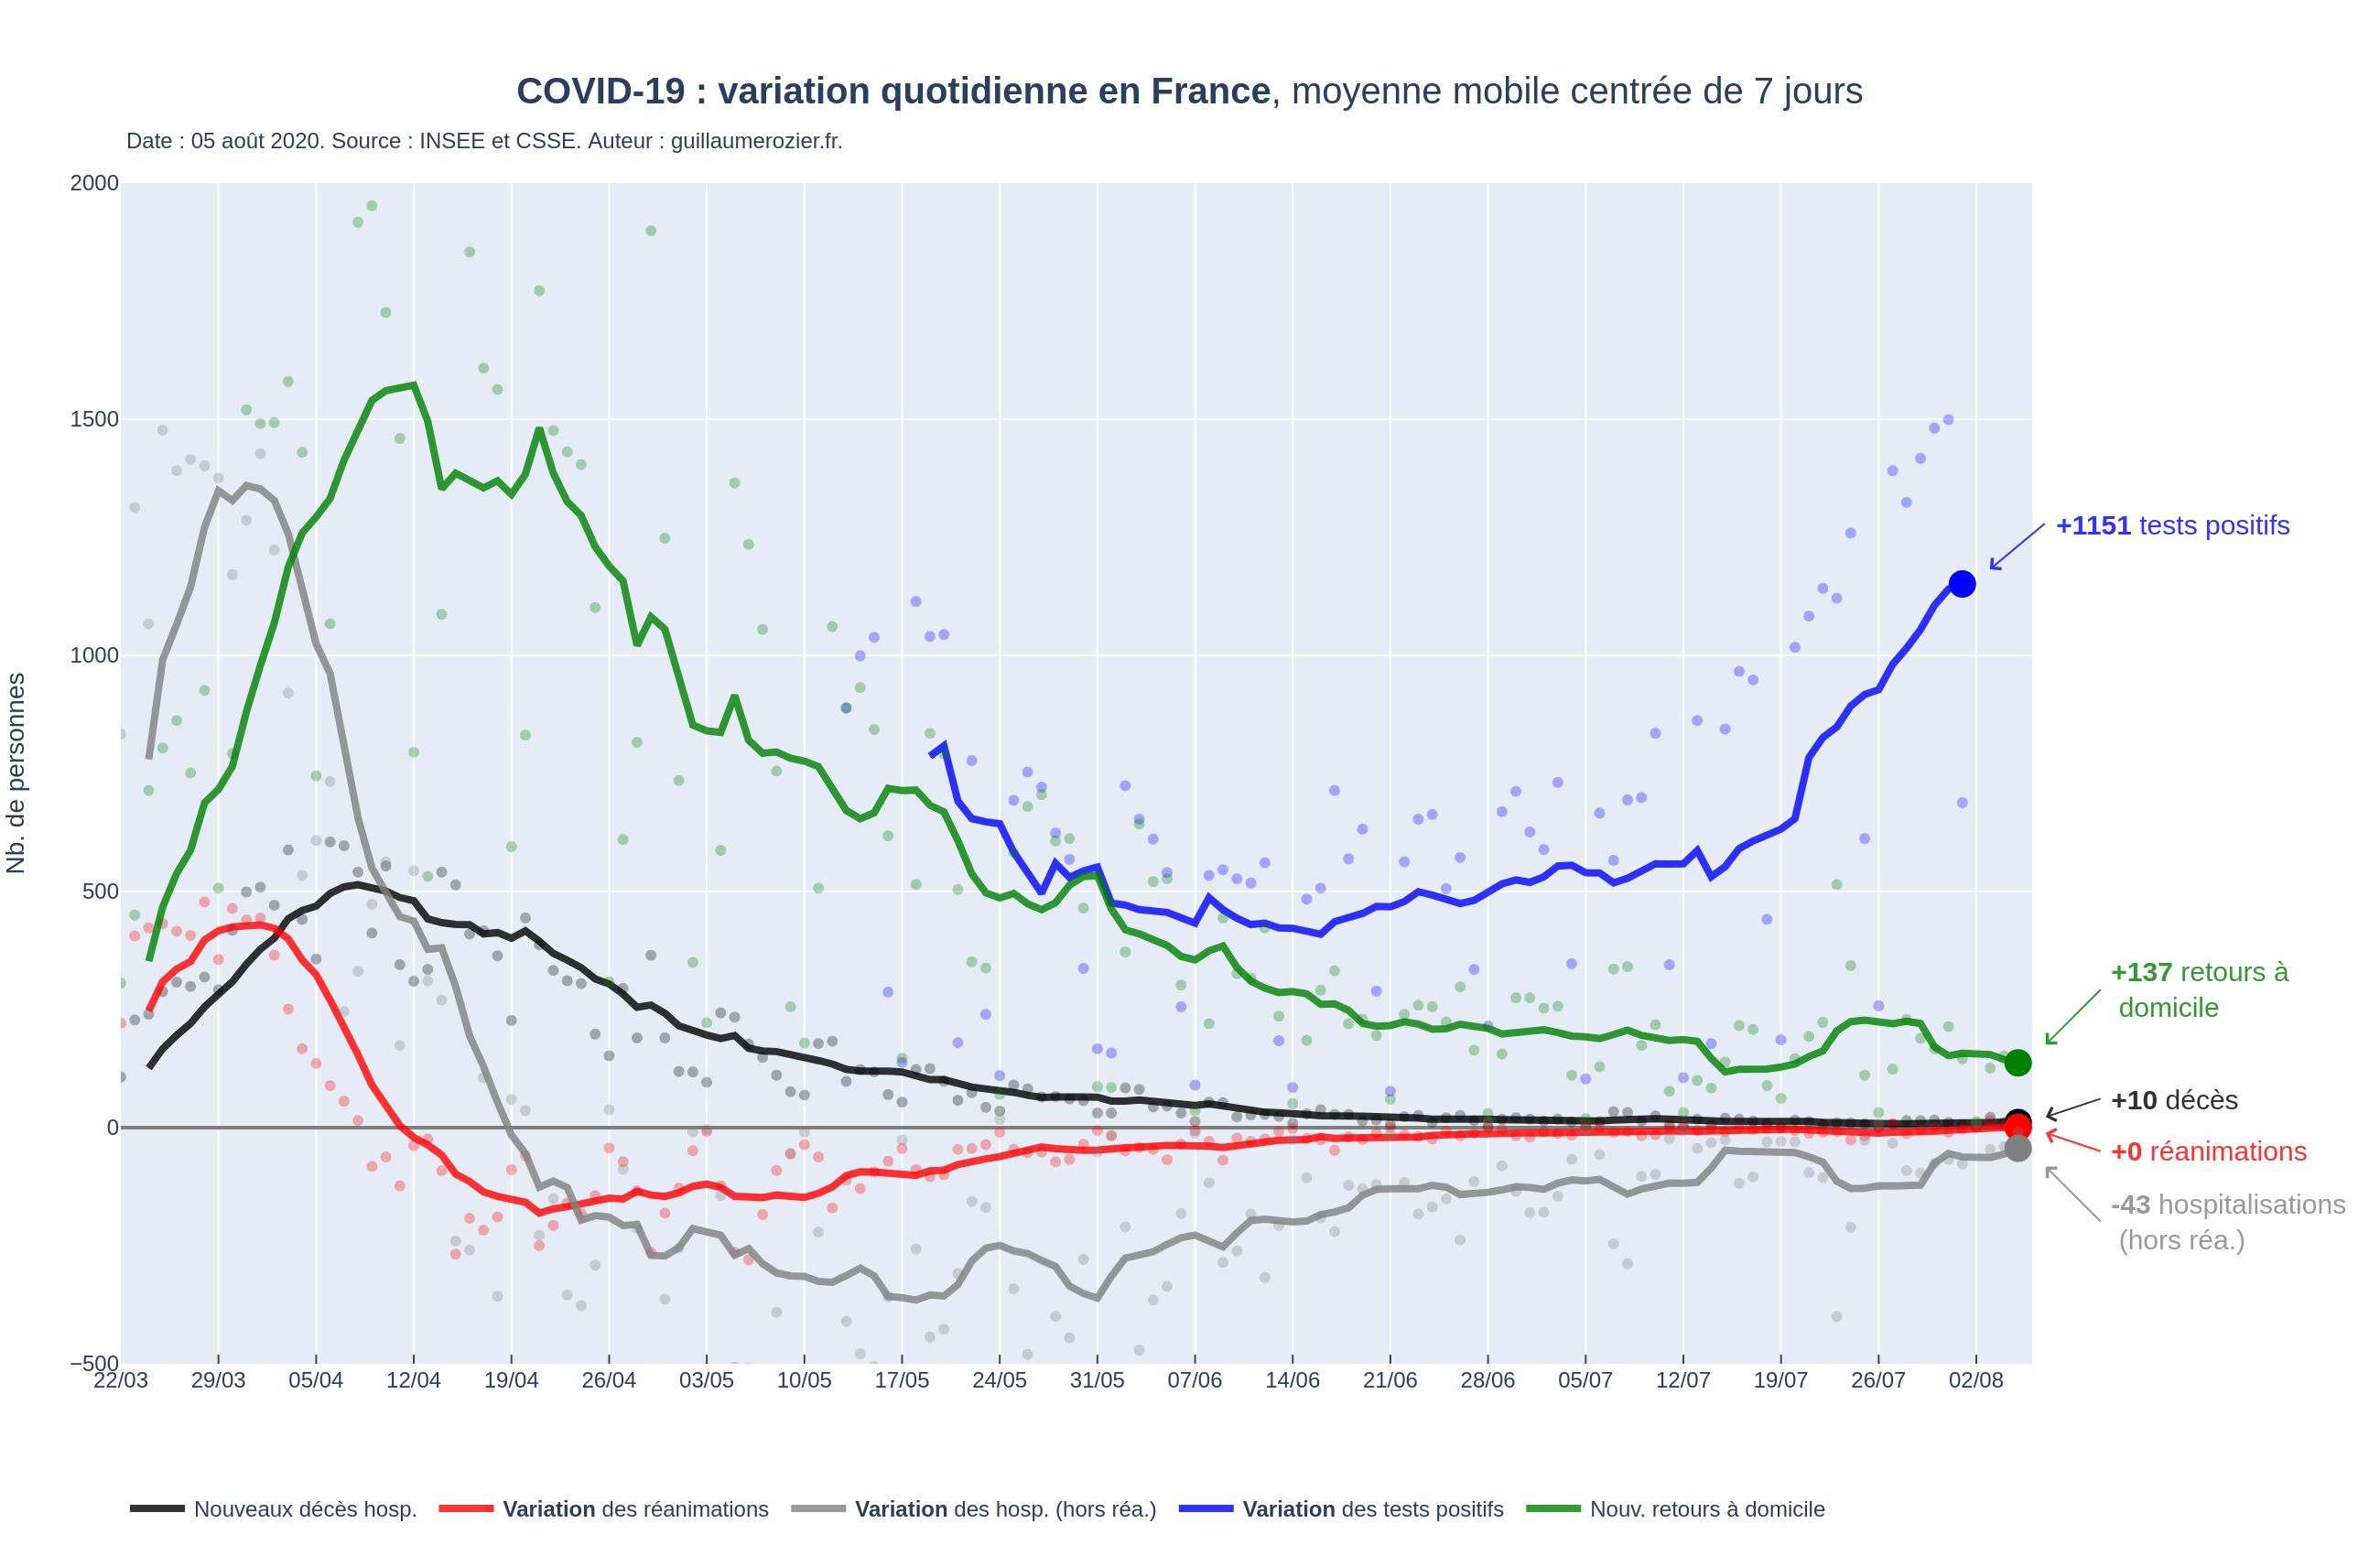 COVID-19 : variation quotidienne en France, moyenne mobile centrée de 7 jours
Date : 05 août 2020. Source : INSEE et CSSE. Auteur : guillaumerozier.fr.
Nb. de personnes
2000
1500
1000
500
0
−500
22/03 29/03 05/04 12/04 19/04 26/04 03/05 10/05 17/05 24/05 31/05 07/06 14/06 21/06 28/06 05/07 12/07 19/07 26/07 02/08
+1151 tests positifs
+137 retours à
domicile
+10 décès
+0 réanimations
-43 hospitalisations
(hors réa.)
Nouveaux décès hosp. Variation des réanimations Variation des hosp. (hors réa.) Variation des tests positifs Nouv. retours à domicile